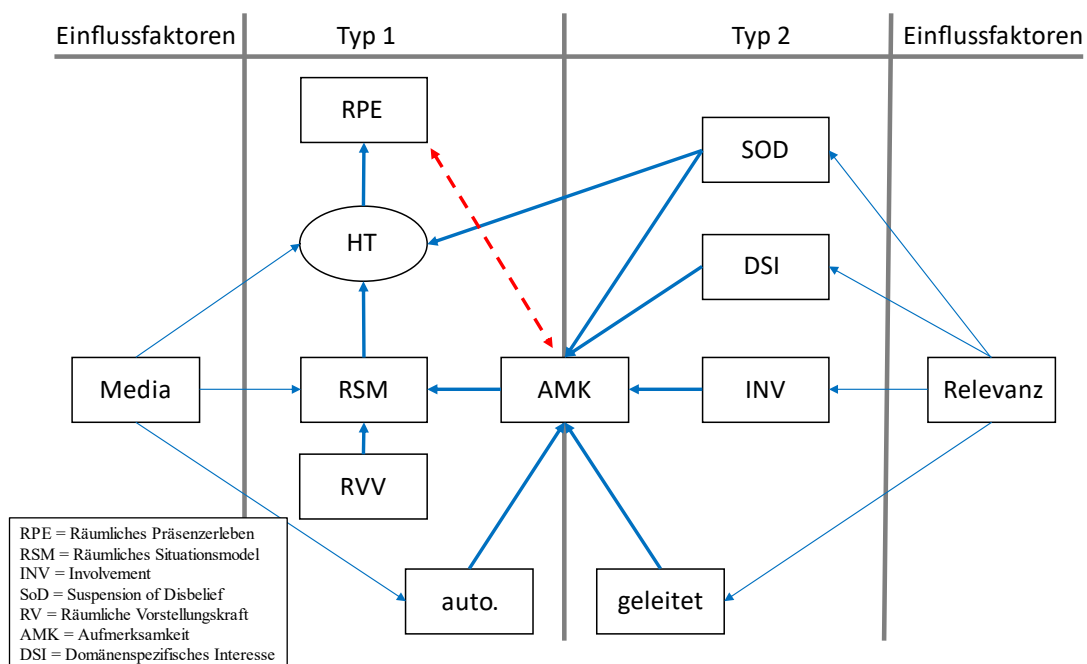 Einflussfaktoren Typ 1 Typ 2 Einflussfaktoren
RPE
SOD
HT
DSI
Media RSM AMK INV Relevanz
RVV
auto. geleitet
RPE = Räumliches Präsenzerleben
RSM = Räumliches Situationsmodel
INV = Involvement
SoD = Suspension of Disbelief
RV = Räumliche Vorstellungskraft
AMK = Aufmerksamkeit
DSI = Domänenspezifisches Interesse